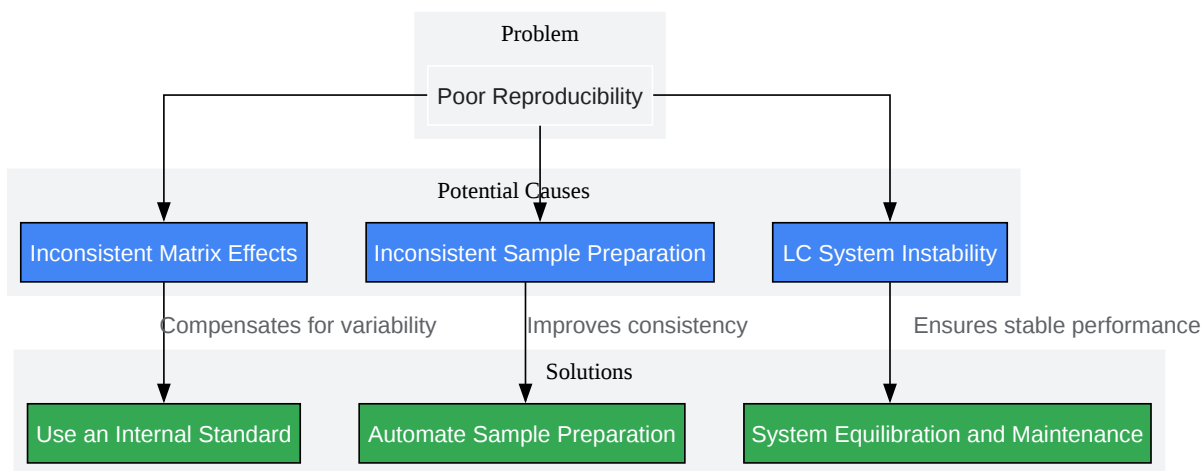 Problem
Poor Reproducibility
Potential Causes
Inconsistent Matrix Effects
Inconsistent Sample Preparation
LC System Instability
Compensates for variability
Improves consistency
Ensures stable performance
Solutions
Use an Internal Standard
Automate Sample Preparation
System Equilibration and Maintenance